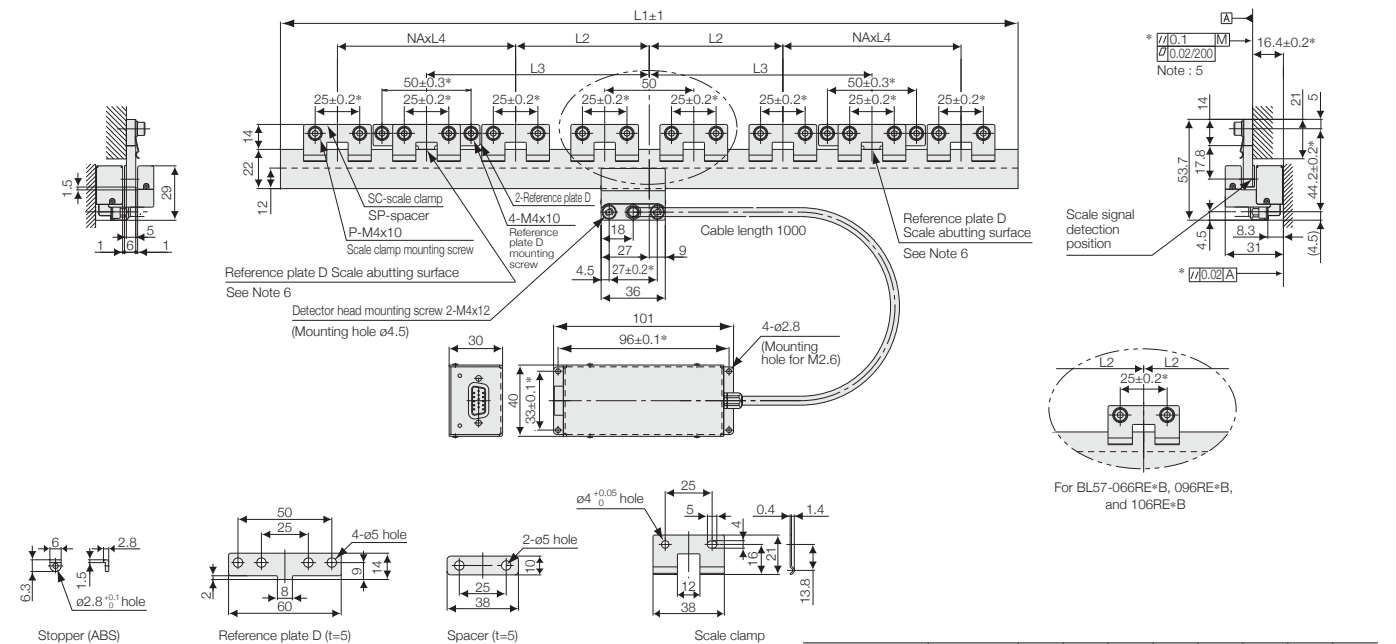 L1±1
NAxL4
L2
L2
NAxL4
L3
L3
50±0.3*
50
50±0.3*
25±0.2*
25±0.2*
25±0.2*
25±0.2*
25±0.2*
25±0.2*
25±0.2*
25±0.2*
14
22
12
SC-scale clamp
SP-spacer
P-M4x10
Scale clamp mounting screw
2-Reference plate D
4-M4x10
Reference
plate D
mounting
screw
Reference plate D Scale abutting surface
See Note 6
Detector head mounting screw 2-M4x12
(Mounting hole ø4.5)
18
27
9
4.5
27±0.2*
36
Cable length 1000
Reference plate D
Scale abutting surface
See Note 6
1.5
29
5
1
6
1
A
* // 0.1 M
0.02/200
Note : 5
16.4±0.2*
14
21
5
53.7
17.8
44.2±0.2*
Scale signal
detection
position
4.5
8.3
31
(4.5)
* // 0.02 A
101
96±0.1*
4-ø2.8
(Mounting
hole for M2.6)
30
40
33±0.1*
L2
L2
25±0.2*
For BL57-066RE*B, 096RE*B,
and 106RE*B
6
2.8
6.3
1.5
ø2.8 +0.1 0 hole
Stopper (ABS)
50
25
4-ø5 hole
2
8
60
9
14
Reference plate D (t=5)
2-ø5 hole
10
25
38
Spacer (t=5)
ø4 +0.05 0 hole
25
5
4
16
21
12
38
0.4
1.4
13.8
Scale clamp